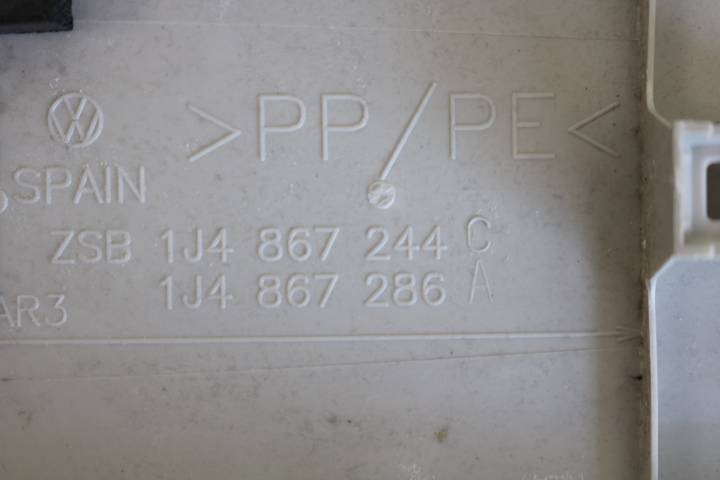 >PP/PE<
SPAIN
ZSB 1J4 867 244 C
1J4 867 286 A
AR3